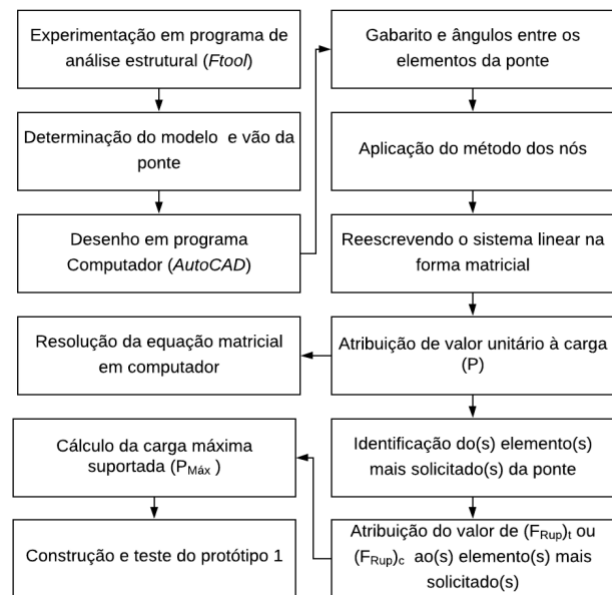 Experimentação em programa de
análise estrutural (Ftool)
Determinação do modelo e vão da
ponte
Desenho em programa
Computador (AutoCAD)
Gabarito e ângulos entre os
elementos da ponte
Aplicação do método dos nós
Reescrevendo o sistema linear na
forma matricial
Atribuição de valor unitário à carga
(P)
Resolução da equação matricial
em computador
Identificação do(s) elemento(s)
mais solicitado(s) da ponte
Atribuição do valor de (FRup)t ou
(FRup)c ao(s) elemento(s) mais
solicitado(s)
Cálculo da carga máxima
suportada (PMáx )
Construção e teste do protótipo 1